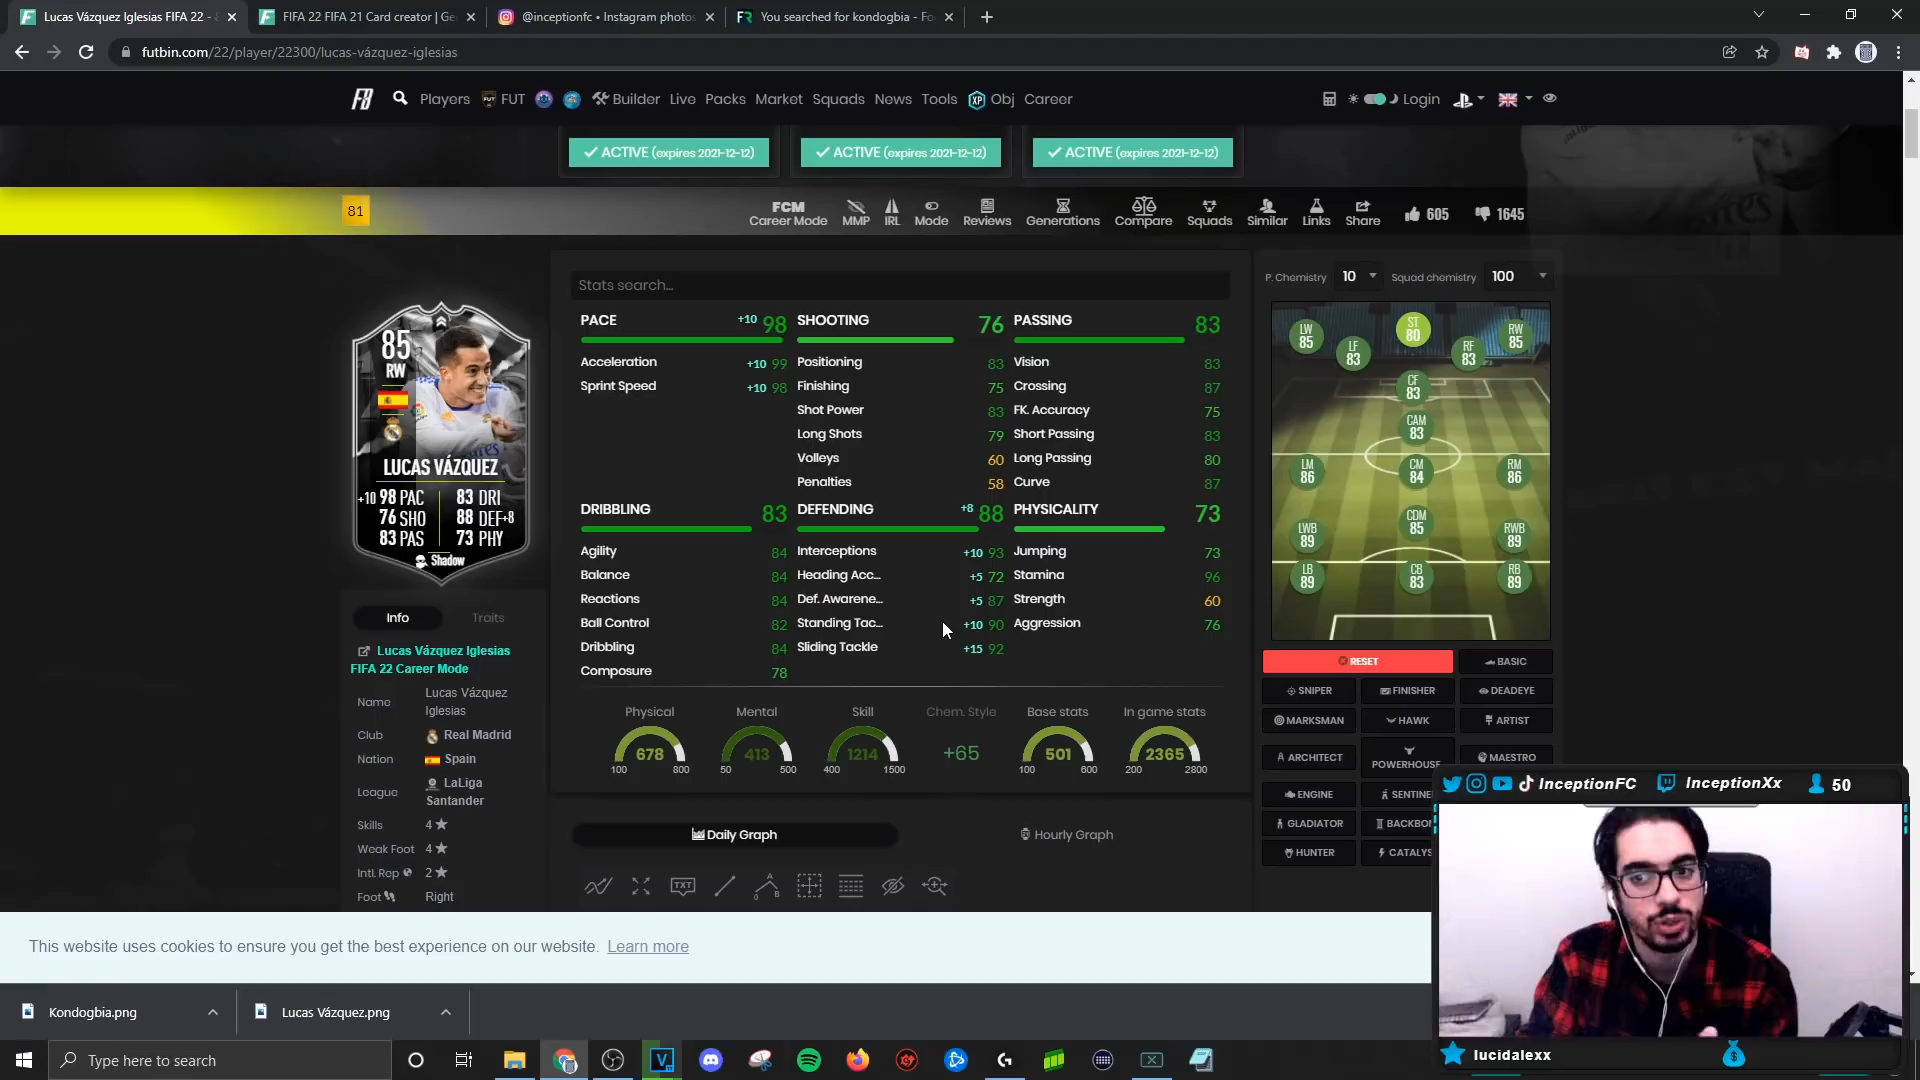 Lucas Vázquez Iglesias FIFA 22 - 8
FIFA 22 FIFA 21 Card creator | Ge
@inceptionfc • Instagram photos
You searched for kondogbia - Fo
futbin.com/22/player/22300/lucas-vázquez-iglesias
Players FUT Builder Live Packs Market Squads News Tools XP Obj Career Login
ACTIVE (expires 2021-12-12) ACTIVE (expires 2021-12-12) ACTIVE (expires 2021-12-12)
81
FCM
Career Mode MMP IRL Mode Reviews Generations Compare Squads Similar Links Share 605 1645
Stats search...
P. Chemistry 10 Squad chemistry 100
85
RW
LUCAS VÁZQUEZ
+10 98 PAC 83 DRI
76 SHO 88 DEF+8
83 PAS 73 PHY
Shadow
PACE +10 98
Acceleration +10 99
Sprint Speed +10 98
SHOOTING 76
Positioning 83
Finishing 75
Shot Power 83
Long Shots 79
Volleys 60
Penalties 58
PASSING 83
Vision 83
Crossing 87
FK. Accuracy 75
Short Passing 83
Long Passing 80
Curve 87
DRIBBLING 83
Agility 84
Balance 84
Reactions 84
Ball Control 82
Dribbling 84
Composure 78
DEFENDING +8 88
Interceptions +10 93
Heading Acc... +5 72
Def. Awarene... +5 87
Standing Tac... +10 90
Sliding Tackle +15 92
PHYSICALITY 73
Jumping 73
Stamina 96
Strength 60
Aggression 76
Physical Mental Skill Chem. Style Base stats In game stats
678 413 1214 +65 501 2365
100 800 50 500 400 1500 100 600 200 2800
LW 85
LF 83
ST 80
RF 83
RW 85
CF 83
CAM 83
LM 86
CM 84
RM 86
LWB 89
CDM 85
RWB 89
LB 89
CB 83
RB 89
RESET BASIC
SNIPER FINISHER DEADEYE
MARKSMAN HAWK ARTIST
ARCHITECT POWERHOUSE MAESTRO
ENGINE SENTINE
GLADIATOR BACKBO
HUNTER CATALYS
Info Traits
Lucas Vázquez Iglesias
FIFA 22 Career Mode
Name Lucas Vázquez
Iglesias
Club Real Madrid
Nation Spain
League LaLiga
Santander
Skills 4
Weak Foot 4
Intl. Rep 2
Foot Right
Daily Graph Hourly Graph
TXT
This website uses cookies to ensure you get the best experience on our website. Learn more
InceptionFC InceptionXx 50
lucidalexx
Kondogbia.png Lucas Vázquez.png
Type here to search